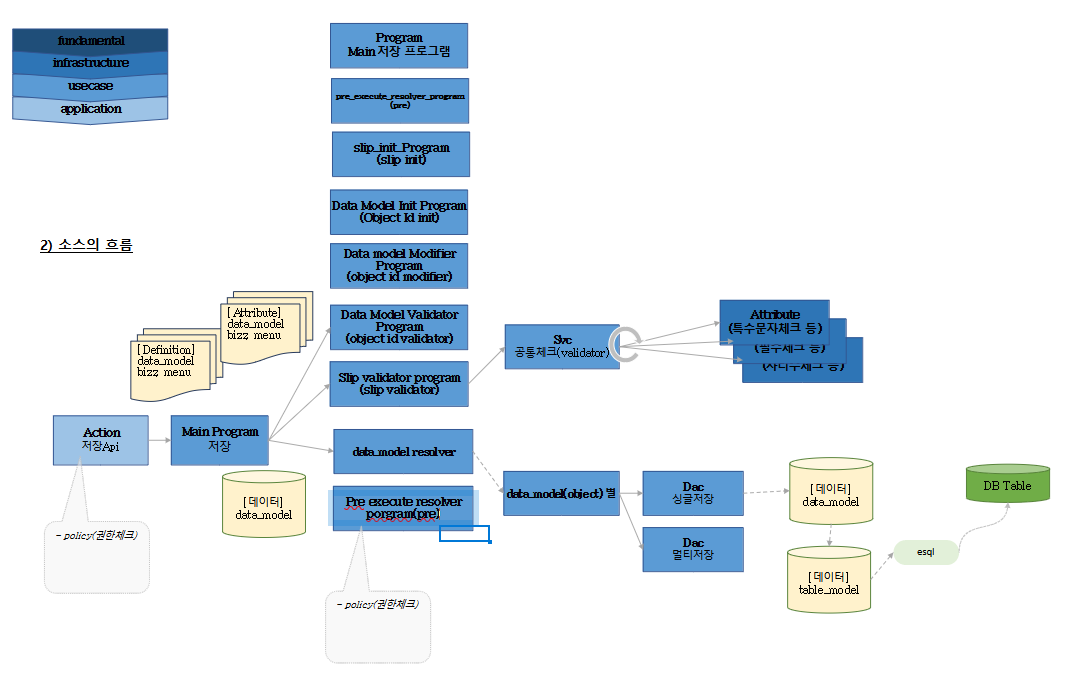 fundamental
infrastructure
usecase
application
Program
Main 저장 프로그램
pre_execute_resolver_program
(pre)
slip_init_Program
(slip init)
Data Model Init Program
(Object Id init)
2) 소스의 흐름
Data model Modifier
Program
(object id modifier)
[Attribute]
data_model
bizz, menu
[Definition]
data_model
bizz, menu
Data Model Validator
Program
(object id validator)
Slip validator program
(slip validator)
Svc
공통체크(validator)
Attribute
(특수문자체크 등)
(필수체크 등)
(자리수체크 등)
Action
저장Api
Main Program
저장
data_model resolver
[데이터]
data_model
Pre execute resolver
porgram(pre)
data_model(object) 별
Dac
싱글저장
Dac
멀티저장
[데이터]
data_model
[데이터]
table_model
esql
DB Table
- policy(권한체크)
- policy(권한체크)